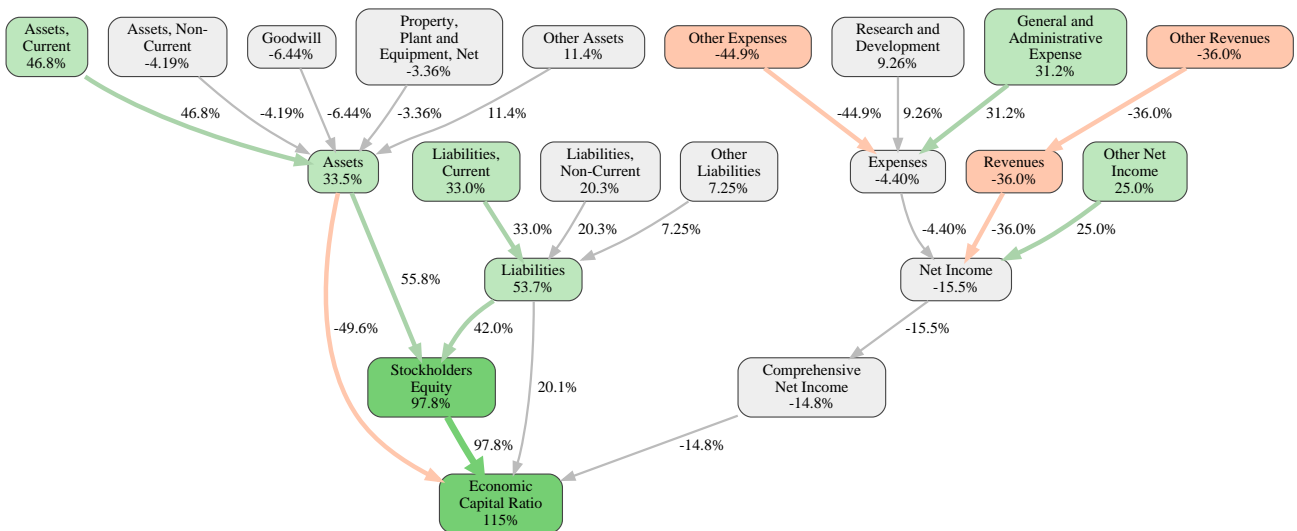 Assets,
Current
46.8%
Assets, Non-
Current
-4.19%
Goodwill
-6.44%
Property,
Plant and
Equipment, Net
-3.36%
Other Assets
11.4%
Other Expenses
-44.9%
Research and
Development
9.26%
General and
Administrative
Expense
31.2%
Other Revenues
-36.0%
46.8%
-4.19%
-6.44%
-3.36%
11.4%
-44.9%
9.26%
31.2%
-36.0%
Assets
33.5%
Liabilities,
Current
33.0%
Liabilities,
Non-Current
20.3%
Other
Liabilities
7.25%
Expenses
-4.40%
Revenues
-36.0%
Other Net
Income
25.0%
33.0%
20.3%
7.25%
-4.40%
-36.0%
25.0%
55.8%
Liabilities
53.7%
Net Income
-15.5%
-49.6%
42.0%
-15.5%
Stockholders
Equity
97.8%
20.1%
Comprehensive
Net Income
-14.8%
97.8%
-14.8%
Economic
Capital Ratio
115%